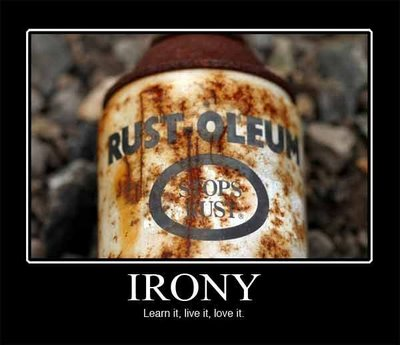 RUST-OLEUM
STOPS
RUST®
IRONY
Learn it, live it, love it.